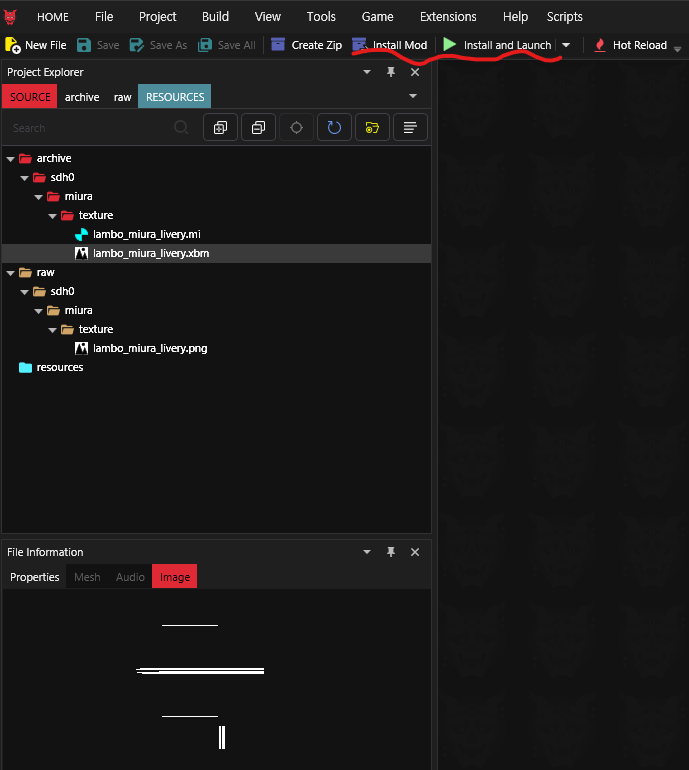 HOME File Project Build View Tools Game Extensions Help Scripts
New File Save Save As Save All Create Zip Install Mod Install and Launch Hot Reload
Project Explorer
SOURCE archive raw RESOURCES
Search
archive
sdh0
miura
texture
lambo_miura_livery.mi
lambo_miura_livery.xbm
raw
sdh0
miura
texture
lambo_miura_livery.png
resources
File Information
Properties Mesh Audio Image